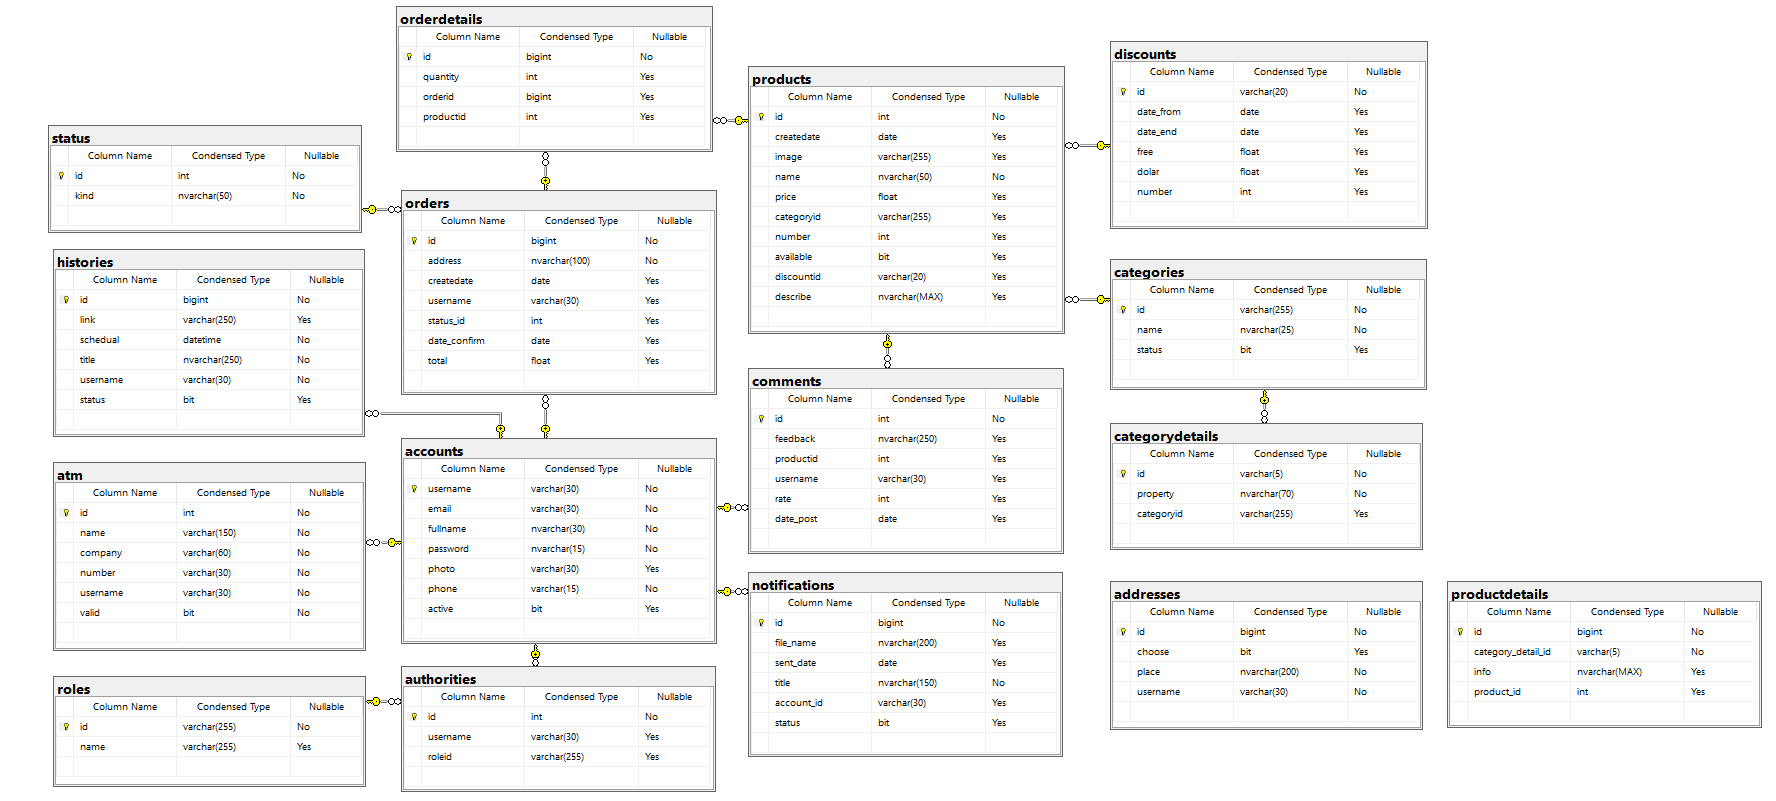 orderdetails
Column Name Condensed Type Nullable
id bigint No
quantity int Yes
orderid bigint Yes
productid int Yes
products
Column Name Condensed Type Nullable
id int No
createdate date Yes
image varchar(255) Yes
name nvarchar(50) No
price float Yes
categoryid varchar(255) Yes
number int Yes
available bit Yes
discountid varchar(20) Yes
describe nvarchar(MAX) Yes
discounts
Column Name Condensed Type Nullable
id varchar(20) No
date_from date Yes
date_end date Yes
free float Yes
dolar float Yes
number int Yes
status
Column Name Condensed Type Nullable
id int No
kind nvarchar(50) No
orders
Column Name Condensed Type Nullable
id bigint No
address nvarchar(100) No
createdate date Yes
username varchar(30) Yes
status_id int Yes
date_confirm date Yes
total float Yes
histories
Column Name Condensed Type Nullable
id bigint No
link varchar(250) Yes
schedual datetime No
title nvarchar(250) No
username varchar(30) No
status bit Yes
categories
Column Name Condensed Type Nullable
id varchar(255) No
name nvarchar(25) No
status bit Yes
comments
Column Name Condensed Type Nullable
id int No
feedback nvarchar(250) Yes
productid int Yes
username varchar(30) Yes
rate int Yes
date_post date Yes
categorydetails
Column Name Condensed Type Nullable
id varchar(5) No
property nvarchar(70) No
categoryid varchar(255) Yes
accounts
Column Name Condensed Type Nullable
username varchar(30) No
email varchar(30) No
fullname nvarchar(30) No
password nvarchar(15) No
photo varchar(30) Yes
phone varchar(15) No
active bit Yes
atm
Column Name Condensed Type Nullable
id int No
name varchar(150) No
company varchar(60) No
number varchar(30) No
username varchar(30) No
valid bit No
notifications
Column Name Condensed Type Nullable
id bigint No
file_name nvarchar(200) Yes
sent_date date Yes
title nvarchar(150) No
account_id varchar(30) Yes
status bit Yes
addresses
Column Name Condensed Type Nullable
id bigint No
choose bit Yes
place nvarchar(200) No
username varchar(30) No
productdetails
Column Name Condensed Type Nullable
id bigint No
category_detail_id varchar(5) No
info nvarchar(MAX) Yes
product_id int Yes
roles
Column Name Condensed Type Nullable
id varchar(255) No
name varchar(255) Yes
authorities
Column Name Condensed Type Nullable
id int No
username varchar(30) Yes
roleid varchar(255) Yes